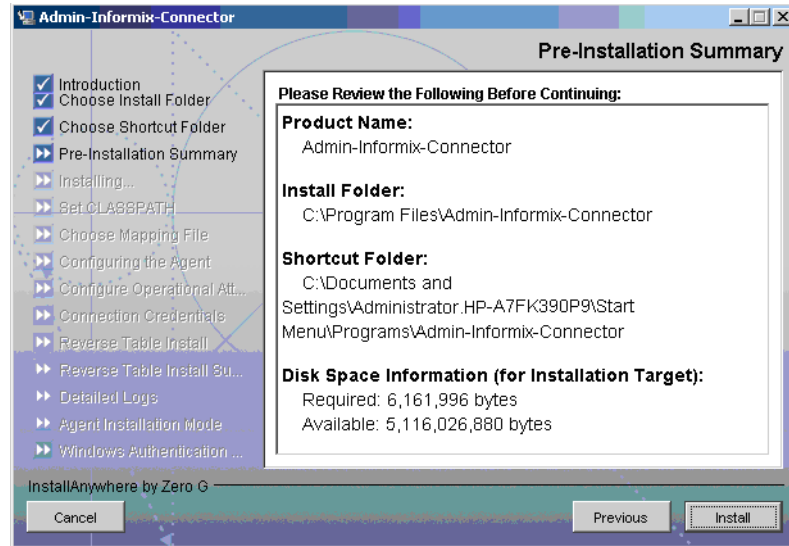 Admin-Informix-Connector
Pre-Installation Summary
Introduction
Choose Install Folder
Choose Shortcut Folder
Pre-Installation Summary
Installing...
Set CLASSPATH
Choose Mapping File
Configuring the Agent
Configure Operational Att...
Connection Credentials
Reverse Table Install
Reverse Table Install Su...
Detailed Logs
Agent Installation Mode
Windows Authentication ...
Please Review the Following Before Continuing:
Product Name:
Admin-Informix-Connector
Install Folder:
C:\Program Files\Admin-Informix-Connector
Shortcut Folder:
C:\Documents and
Settings\Administrator.HP-A7FK390P9\Start
Menu\Programs\Admin-Informix-Connector
Disk Space Information (for Installation Target):
Required: 6,161,996 bytes
Available: 5,116,026,880 bytes
InstallAnywhere by Zero G
Cancel
Previous
Install